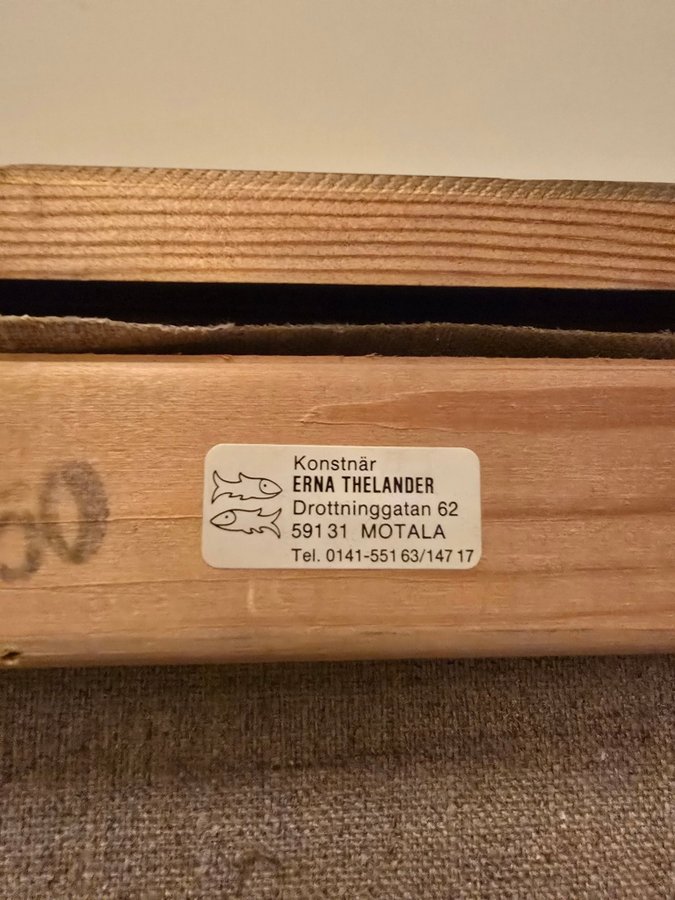 Konstnär
ERNA THELANDER
Drottninggatan 62
591 31 MOTALA
Tel. 0141-551 63/147 17